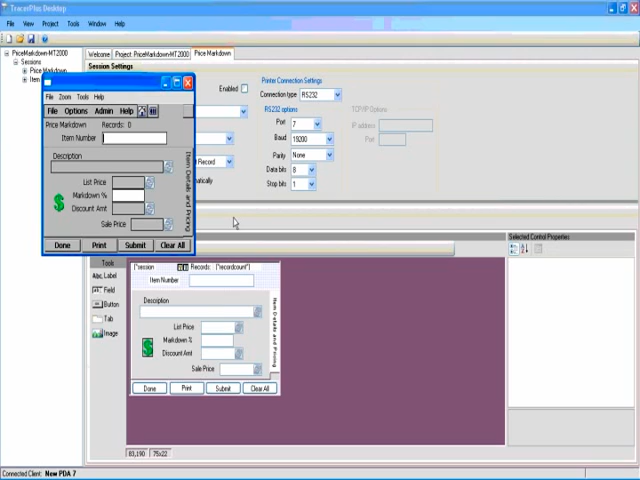 TracerPlus Desktop
File View Project Tools Window Help
PriceMarkdown-MT2000
Sessions
Price Markdown
Item
Welcome Project: PriceMarkdown-MT2000 Price Markdown
Session Settings
Enabled
Printer Connection Settings
Connection type RS232
RS232 options
TCP/IP Options
Port 7
IP address
Baud 19200
Port
Parity None
Record
Data bits 8
Stop bits 1
File Zoom Tools Help
File Options Admin Help
Price Markdown Records: 0
Item Number
Description
List Price
Markdown %
Discount Amt
Sale Price
Item Details and Pricing
Done Print Submit Clear All
Selected Control Properties
Tools
Abc Label
Field
Button
Tab
Image
{"session Records: {"recordcount"}
Item Number
Description
List Price
Markdown %
Discount Amt
Sale Price
Item Details and Pricing
Done Print Submit Clear All
83,190 75x22
Connected Client: New PDA 7